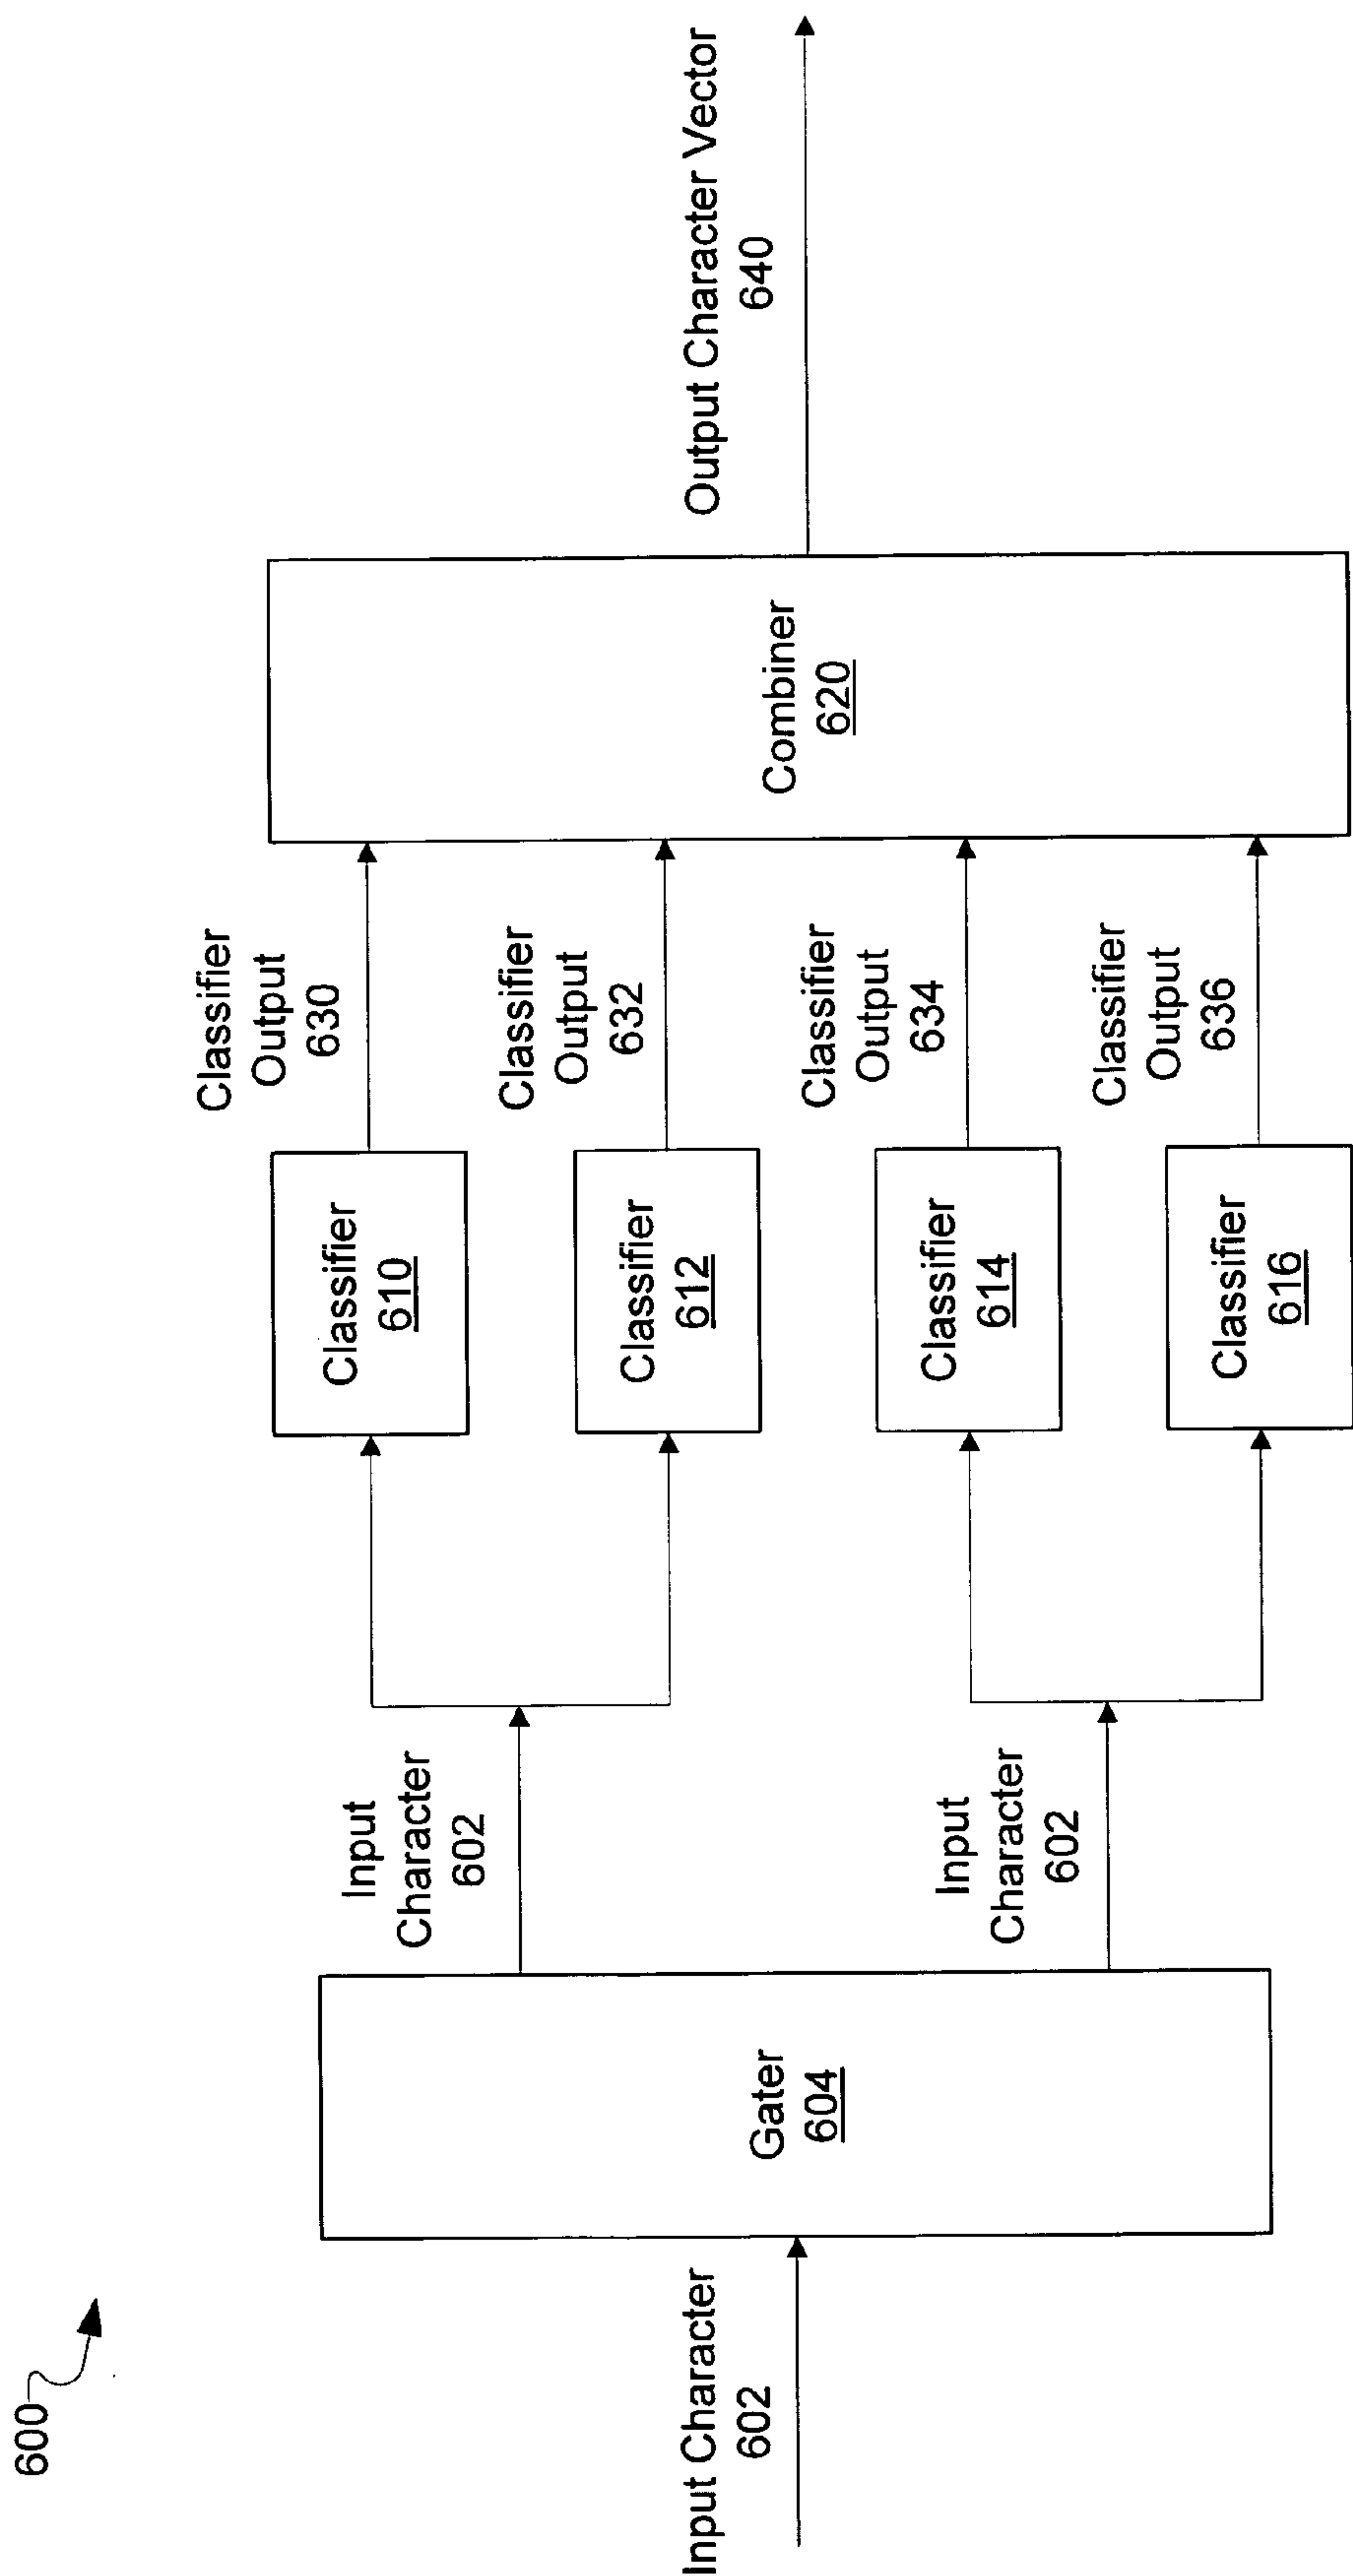 600
Input Character
602
Gater
604
Input
Character
602
Input
Character
602
Classifier
610
Classifier
612
Classifier
614
Classifier
616
Classifier
Output
630
Classifier
Output
632
Classifier
Output
634
Classifier
Output
636
Combiner
620
Output Character Vector
640